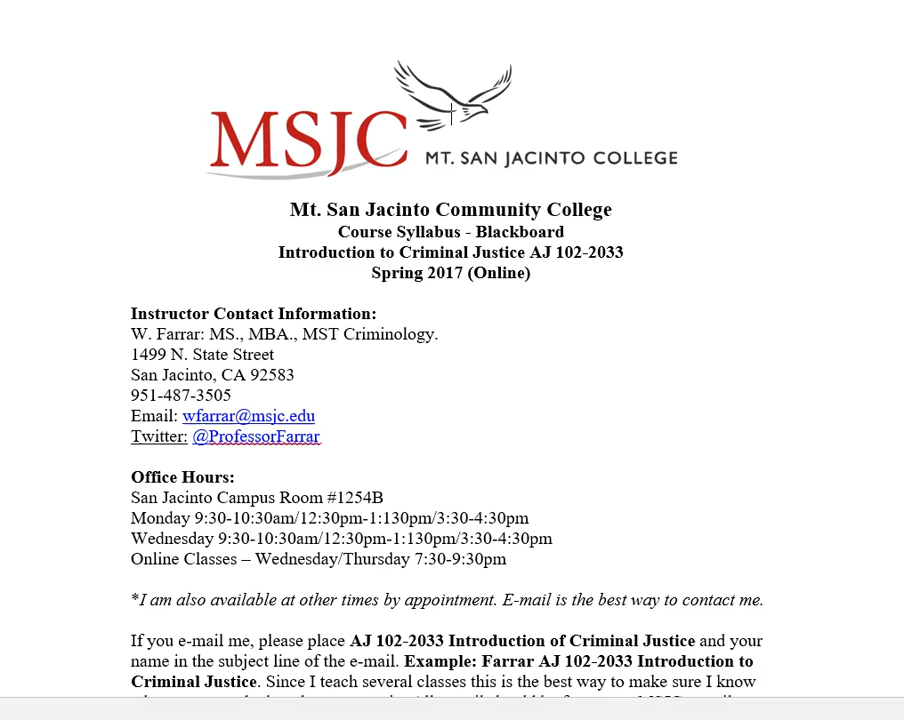 MSJC MT. SAN JACINTO COLLEGE
Mt. San Jacinto Community College
Course Syllabus - Blackboard
Introduction to Criminal Justice AJ 102-2033
Spring 2017 (Online)
Instructor Contact Information:
W. Farrar: MS., MBA., MST Criminology.
1499 N. State Street
San Jacinto, CA 92583
951-487-3505
Email: wfarrar@msjc.edu
Twitter: @ProfessorFarrar
Office Hours:
San Jacinto Campus Room #1254B
Monday 9:30-10:30am/12:30pm-1:130pm/3:30-4:30pm
Wednesday 9:30-10:30am/12:30pm-1:130pm/3:30-4:30pm
Online Classes – Wednesday/Thursday 7:30-9:30pm
*I am also available at other times by appointment. E-mail is the best way to contact me.
If you e-mail me, please place AJ 102-2033 Introduction of Criminal Justice and your
name in the subject line of the e-mail. Example: Farrar AJ 102-2033 Introduction to
Criminal Justice. Since I teach several classes this is the best way to make sure I know